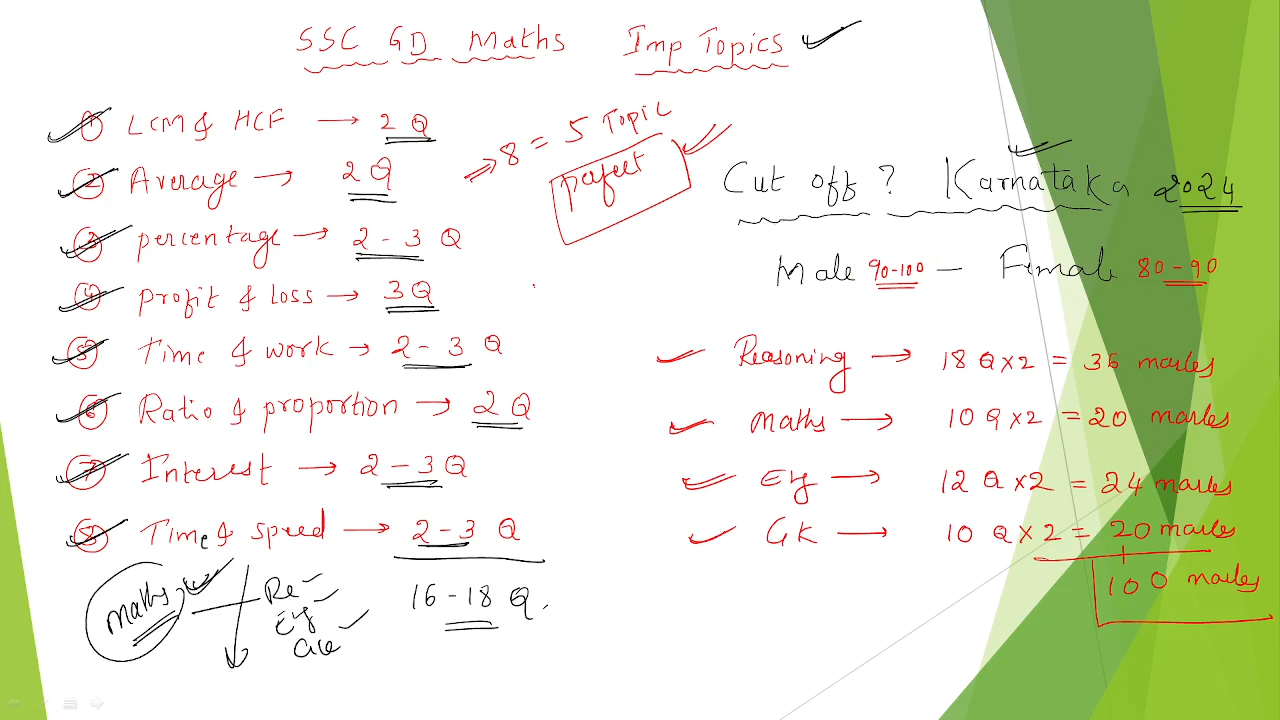 SSC GD Maths Imp Topics
① LCM & HCF → 2 Q
② Average → 2 Q
⇒ 8 = 5 Topic
perfect
③ percentage → 2 - 3 Q
④ profit & loss → 3 Q
⑤ Time & work → 2 - 3 Q
⑥ Ratio & proportion → 2 Q
⑦ Interest → 2 - 3 Q
Time & speed → 2 - 3 Q
16 - 18 Q
maths
Re
Eng
Cut off ? Karnataka 2024
Male 90-100 - Female 80-90
Reasoning → 18 Q x 2 = 36 marks
Maths → 10 Q x 2 = 20 marks
Eng → 12 Q x 2 = 24 marks
GK → 10 Q x 2 = 20 marks
100 marks